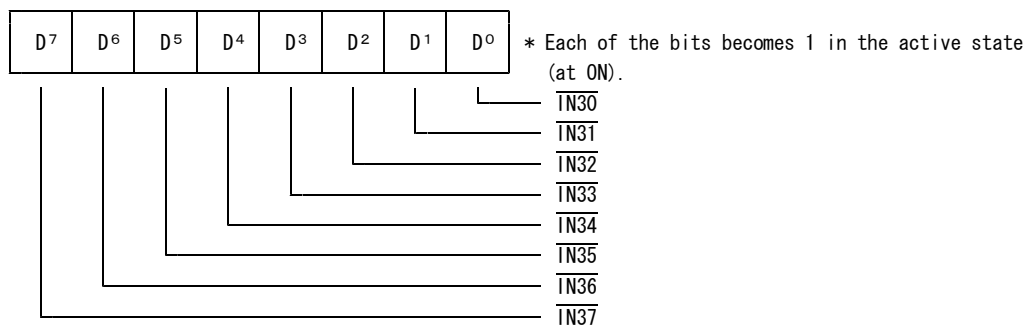 D7 D6 D5 D4 D3 D2 D1 D0 * Each of the bits becomes 1 in the active state
(at ON).
IN30
IN31
IN32
IN33
IN34
IN35
IN36
IN37